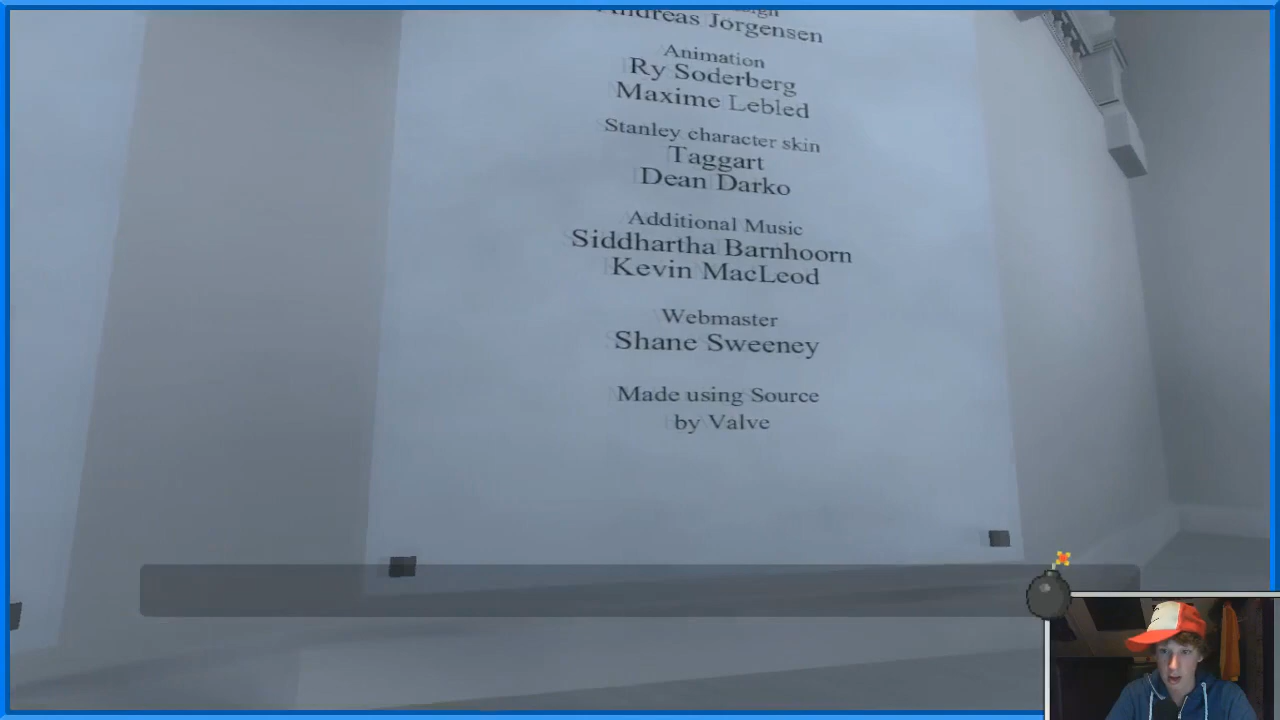 Andreas Jorgensen
Animation
Ry Soderberg
Maxime Lebled
Stanley character skin
Taggart
Dean Darko
Additional Music
Siddhartha Barnhoorn
Kevin MacLeod
Webmaster
Shane Sweeney
Made using Source
by Valve